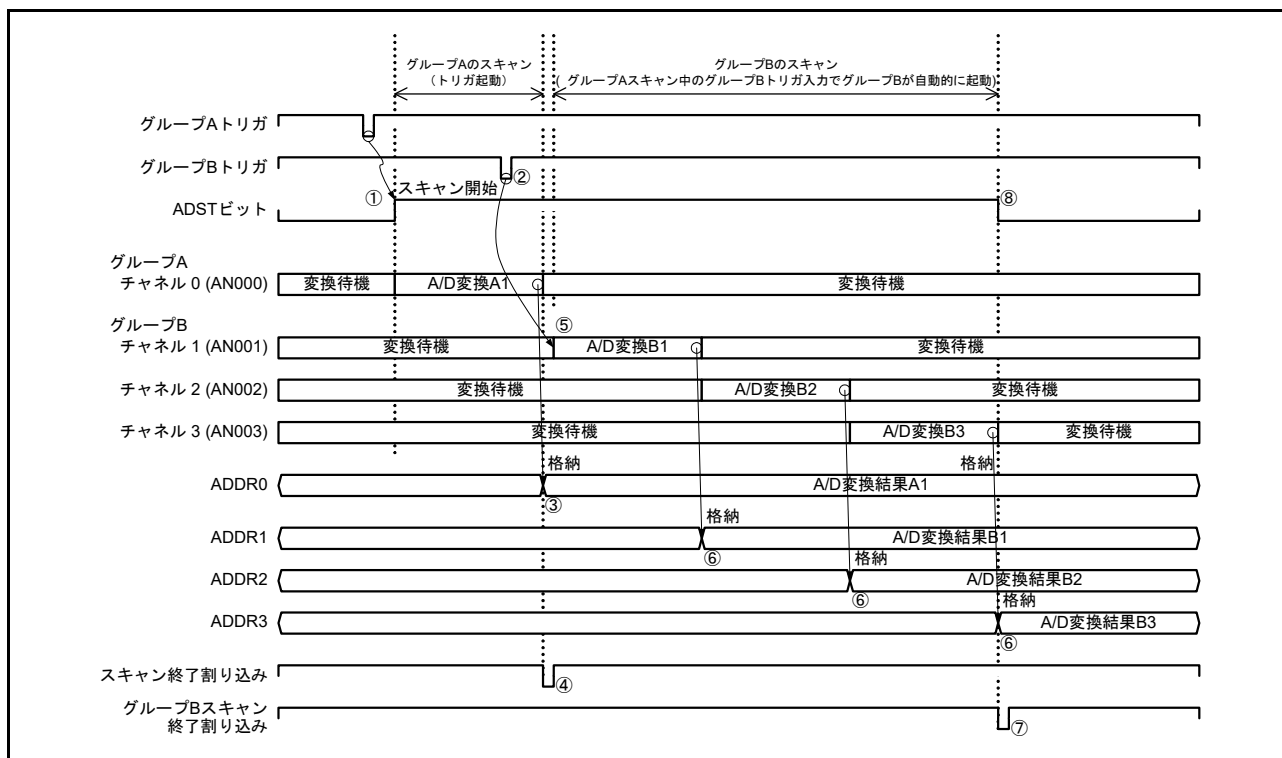 グループAのスキャン
(トリガ起動)
グループBのスキャン
( グループAスキャン中のグループBトリガ入力でグループBが自動的に起動)
グループAトリガ
グループBトリガ
②
① スキャン開始 ⑧
ADSTビット
グループA
チャネル 0 (AN000) 変換待機 A/D変換A1 変換待機
グループB
⑤
チャネル 1 (AN001) 変換待機 A/D変換B1 変換待機
チャネル 2 (AN002) 変換待機 A/D変換B2 変換待機
チャネル 3 (AN003) 変換待機 A/D変換B3 変換待機
格納 格納
ADDR0 A/D変換結果A1
③
格納
ADDR1 A/D変換結果B1
⑥
格納
ADDR2 A/D変換結果B2
⑥
格納
ADDR3 A/D変換結果B3
⑥
スキャン終了割り込み
④
グループBスキャン
終了割り込み
⑦